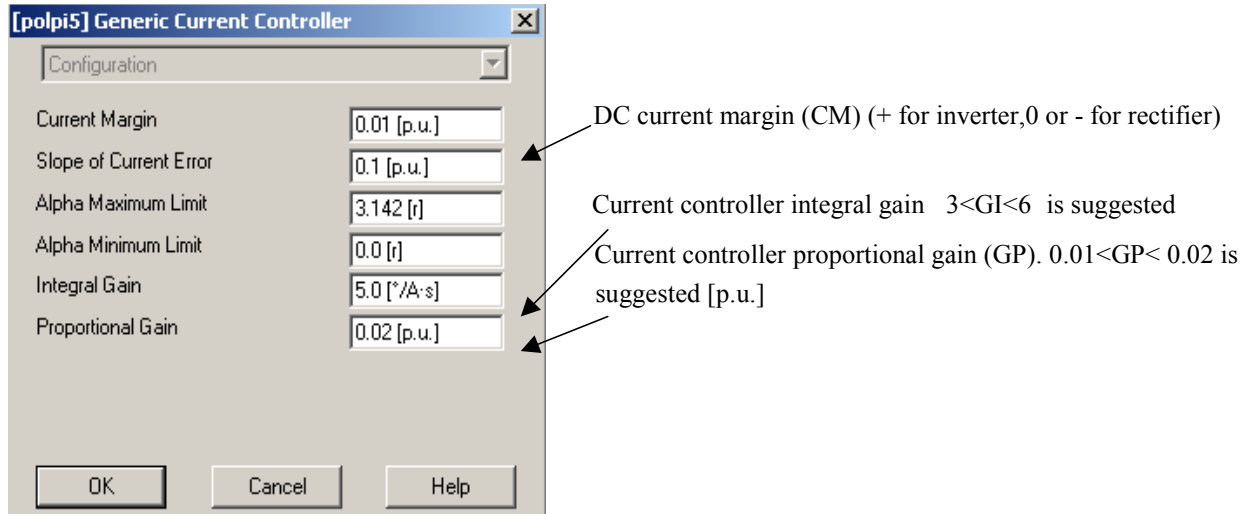 [polpi5] Generic Current Controller
Configuration
Current Margin 0.01 [p.u.]
Slope of Current Error 0.1 [p.u.]
Alpha Maximum Limit 3.142 [r]
Alpha Minimum Limit 0.0 [r]
Integral Gain 5.0 [°/A·s]
Proportional Gain 0.02 [p.u.]
OK Cancel Help
DC current margin (CM) (+ for inverter,0 or - for rectifier)
Current controller integral gain 3<GI<6 is suggested
Current controller proportional gain (GP). 0.01<GP< 0.02 is
suggested [p.u.]